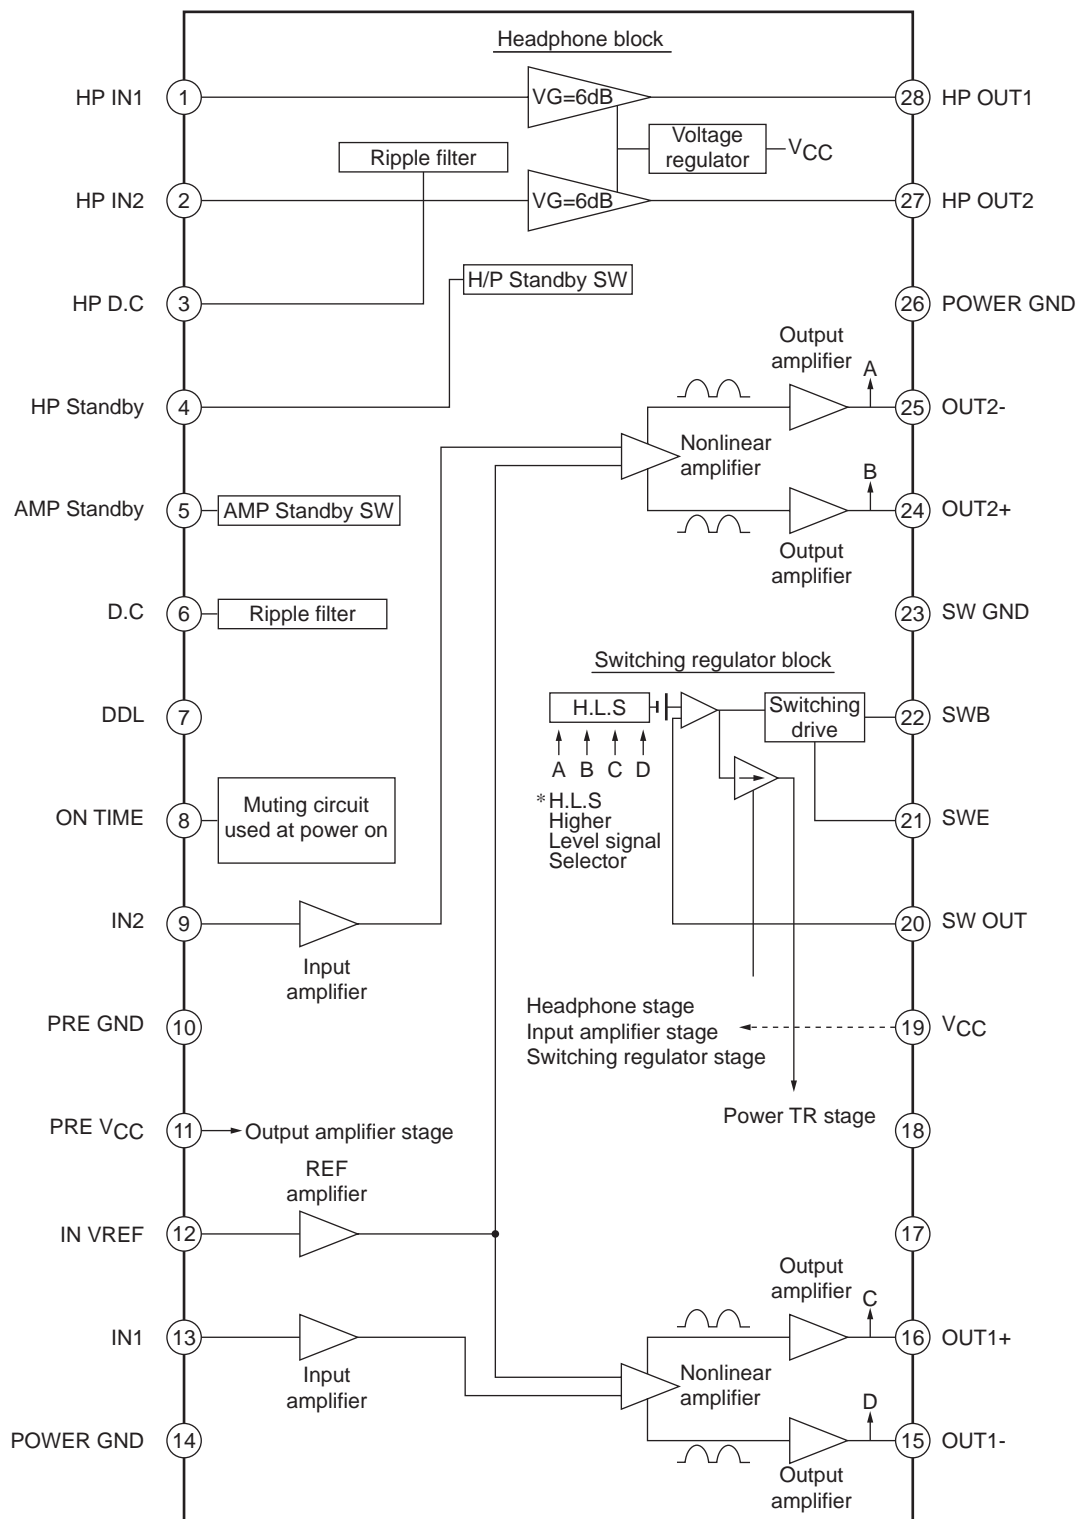 Headphone block
HP IN1
1
VG=6dB
28
HP OUT1
Ripple filter
Voltage
regulator
VCC
HP IN2
2
VG=6dB
27
HP OUT2
H/P Standby SW
HP D.C
3
26
POWER GND
Output
amplifier
A
HP Standby
4
25
OUT2-
Nonlinear
amplifier
B
AMP Standby
5
AMP Standby SW
24
OUT2+
Output
amplifier
D.C
6
Ripple filter
23
SW GND
Switching regulator block
DDL
7
H.L.S
Switching
drive
22
SWB
A B C D
*H.L.S
Higher
Level signal
Selector
ON TIME
8
Muting circuit
used at power on
21
SWE
IN2
9
Input
amplifier
20
SW OUT
Headphone stage
Input amplifier stage
Switching regulator stage
PRE GND
10
19
VCC
Power TR stage
PRE VCC
11
Output amplifier stage
18
REF
amplifier
IN VREF
12
17
Output
amplifier
C
IN1
13
Input
amplifier
16
OUT1+
Nonlinear
amplifier
D
POWER GND
14
15
OUT1-
Output
amplifier